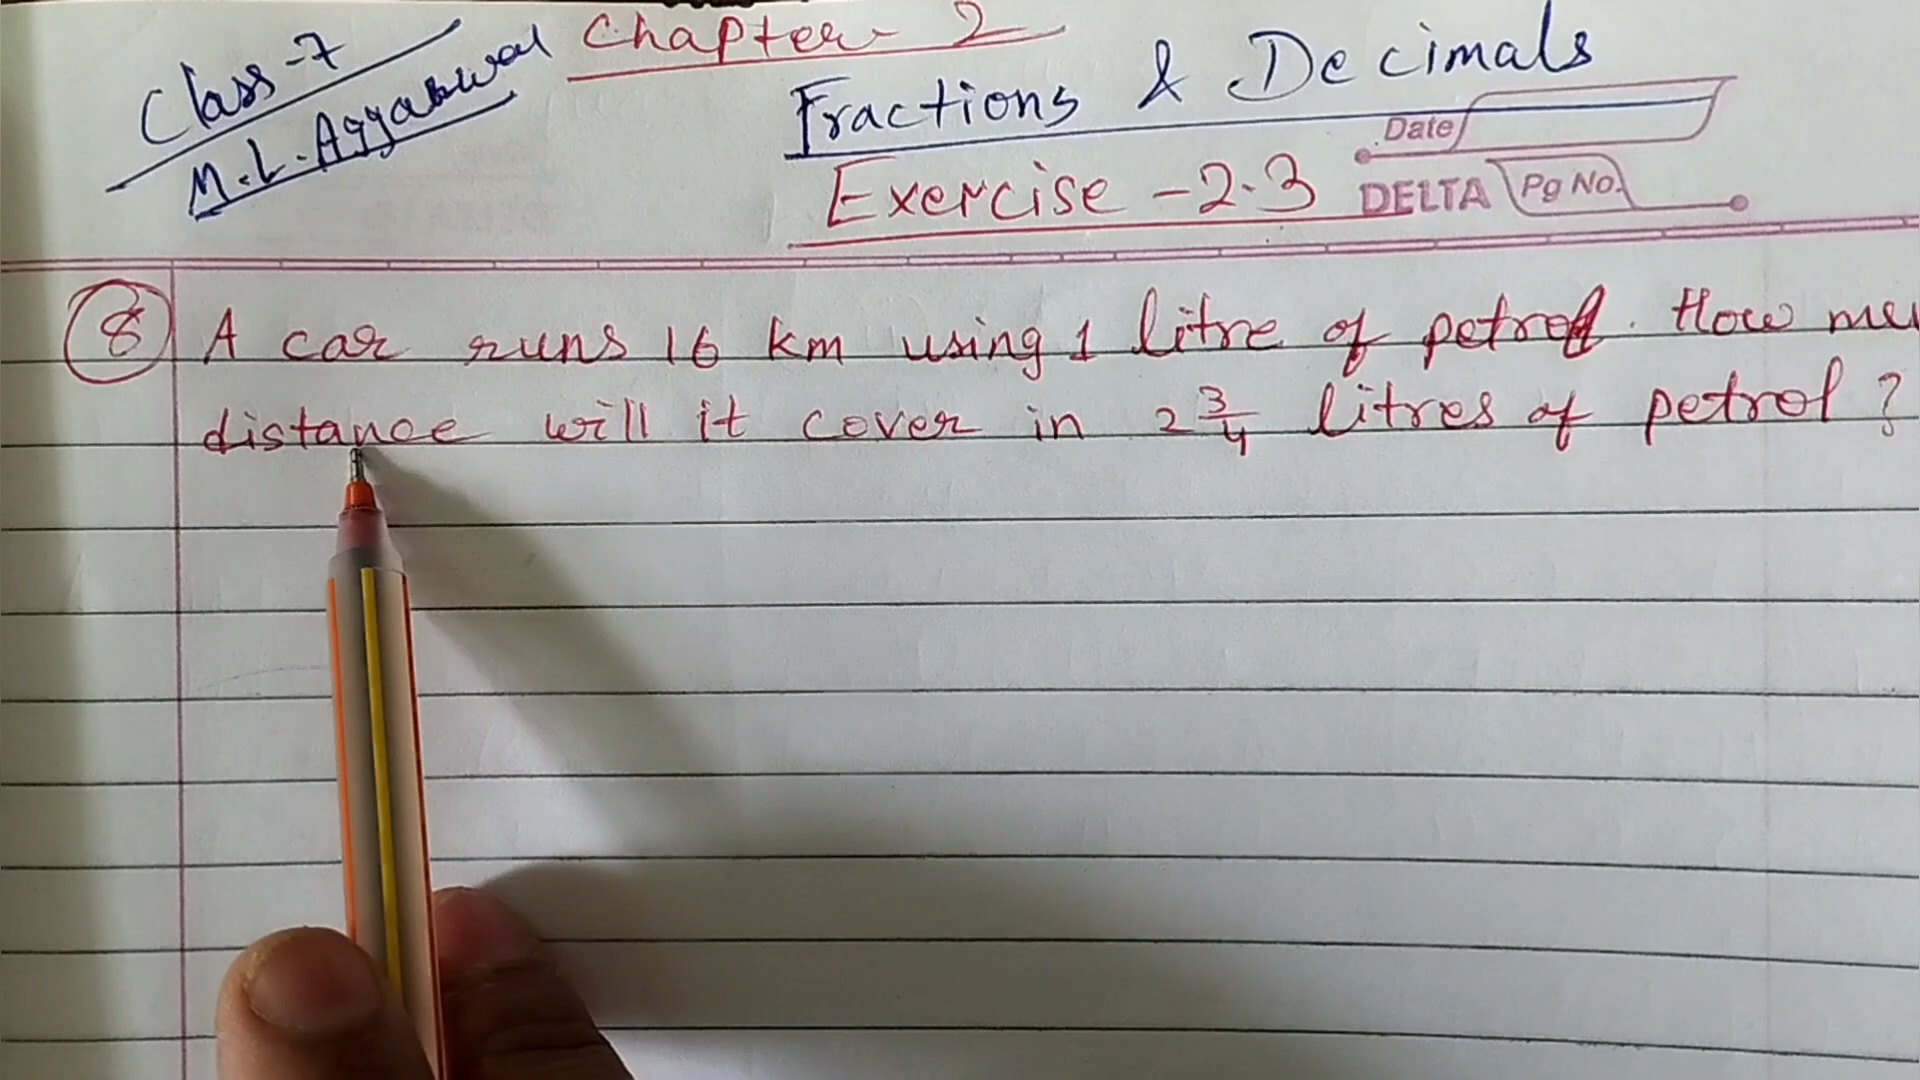 Class-7
M.L. Aggarwal
Chapter- 2
Fractions & Decimals
Date
Exercise -2.3
DELTA Pg No.
8 A car runs 16 km using 1 litre of petrol. How
distance will it cover in 2 3/4 litres of petrol?